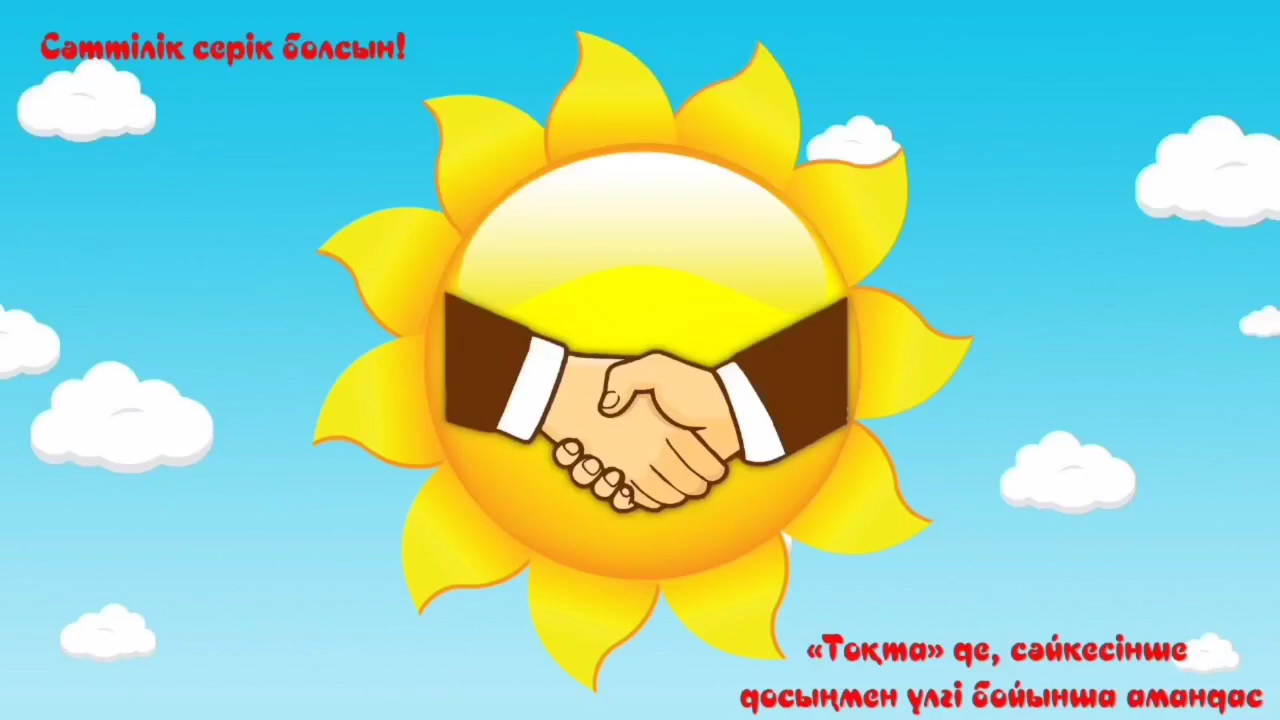 Сәттілік серік болсын!
«Тоқта» де, сәйкесінше
досыңмен үлгі бойынша амандас